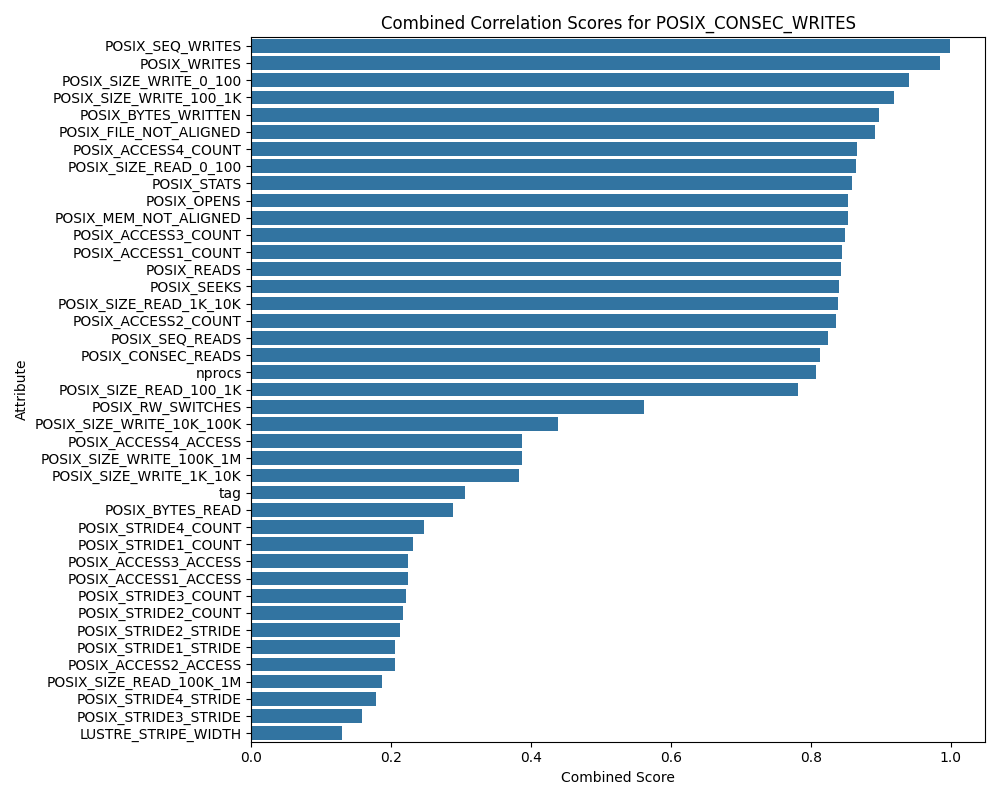 Combined Correlation Scores for POSIX_CONSEC_WRITES
POSIX_SEQ_WRITES
POSIX_WRITES
POSIX_SIZE_WRITE_0_100
POSIX_SIZE_WRITE_100_1K
POSIX_BYTES_WRITTEN
POSIX_FILE_NOT_ALIGNED
POSIX_ACCESS4_COUNT
POSIX_SIZE_READ_0_100
POSIX_STATS
POSIX_OPENS
POSIX_MEM_NOT_ALIGNED
POSIX_ACCESS3_COUNT
POSIX_ACCESS1_COUNT
POSIX_READS
POSIX_SEEKS
POSIX_SIZE_READ_1K_10K
POSIX_ACCESS2_COUNT
POSIX_SEQ_READS
POSIX_CONSEC_READS
nprocs
POSIX_SIZE_READ_100_1K
POSIX_RW_SWITCHES
POSIX_SIZE_WRITE_10K_100K
POSIX_ACCESS4_ACCESS
POSIX_SIZE_WRITE_100K_1M
POSIX_SIZE_WRITE_1K_10K
tag
POSIX_BYTES_READ
POSIX_STRIDE4_COUNT
POSIX_STRIDE1_COUNT
POSIX_ACCESS3_ACCESS
POSIX_ACCESS1_ACCESS
POSIX_STRIDE3_COUNT
POSIX_STRIDE2_COUNT
POSIX_STRIDE2_STRIDE
POSIX_STRIDE1_STRIDE
POSIX_ACCESS2_ACCESS
POSIX_SIZE_READ_100K_1M
POSIX_STRIDE4_STRIDE
POSIX_STRIDE3_STRIDE
LUSTRE_STRIPE_WIDTH
Attribute
0.0 0.2 0.4 0.6 0.8 1.0
Combined Score